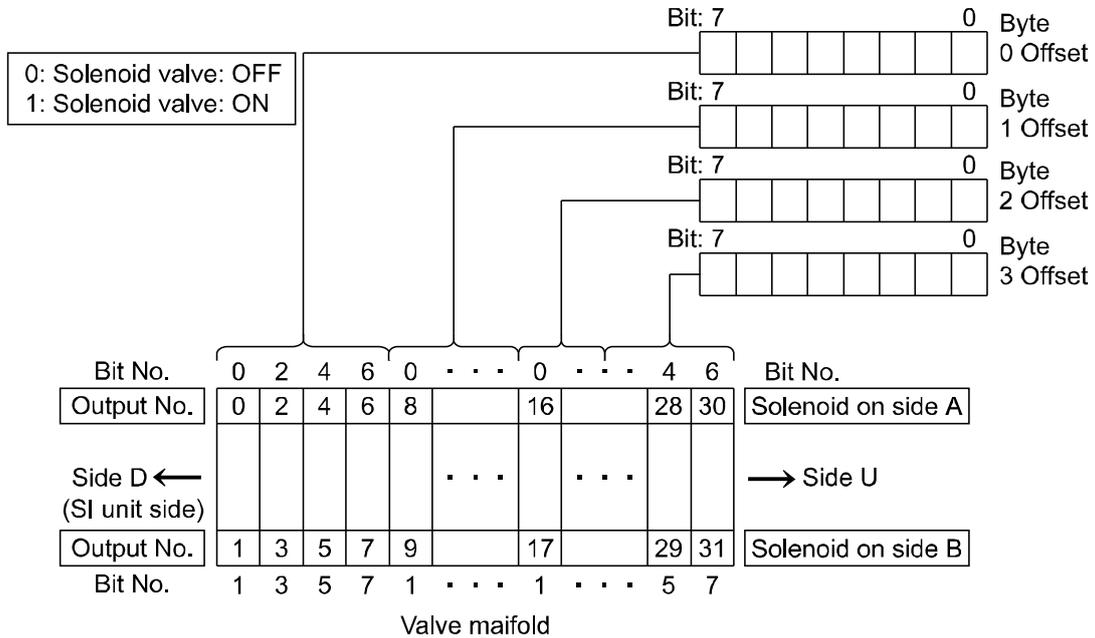 Bit: 7 0 Byte
0 Offset
0: Solenoid valve: OFF
1: Solenoid valve: ON
Bit: 7 0 Byte
1 Offset
Bit: 7 0 Byte
2 Offset
Bit: 7 0 Byte
3 Offset
Bit No. 0 2 4 6 0 · · · 0 · · · 4 6 Bit No.
Output No. 0 2 4 6 8 16 28 30 Solenoid on side A
Side D ← · · · · · · → Side U
(SI unit side)
Output No. 1 3 5 7 9 17 29 31 Solenoid on side B
Bit No. 1 3 5 7 1 · · · 1 · · · 5 7
Valve maifold